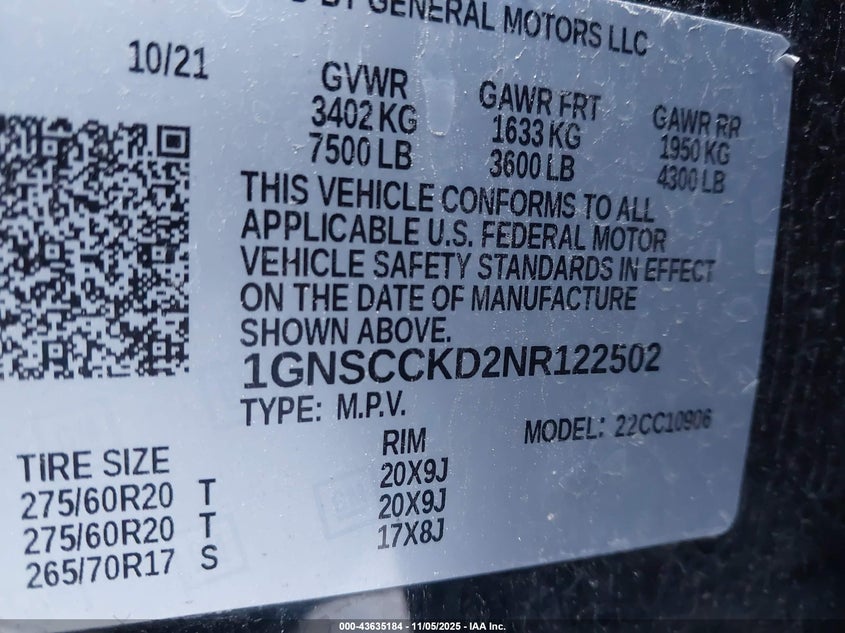 BY GENERAL MOTORS LLC
10/21
GVWR GAWR FRT GAWR RR
3402 KG 1633 KG 1950 KG
7500 LB 3600 LB 4300 LB
THIS VEHICLE CONFORMS TO ALL
APPLICABLE U.S. FEDERAL MOTOR
VEHICLE SAFETY STANDARDS IN EFFECT
ON THE DATE OF MANUFACTURE
SHOWN ABOVE.
1GNSCCKD2NR122502
TYPE: M.P.V. MODEL: 22CC10906
TIRE SIZE RIM
275/60R20 T 20X9J
275/60R20 T 20X9J
265/70R17 S 17X8J
000-43635184 - 11/05/2025 - IAA Inc.